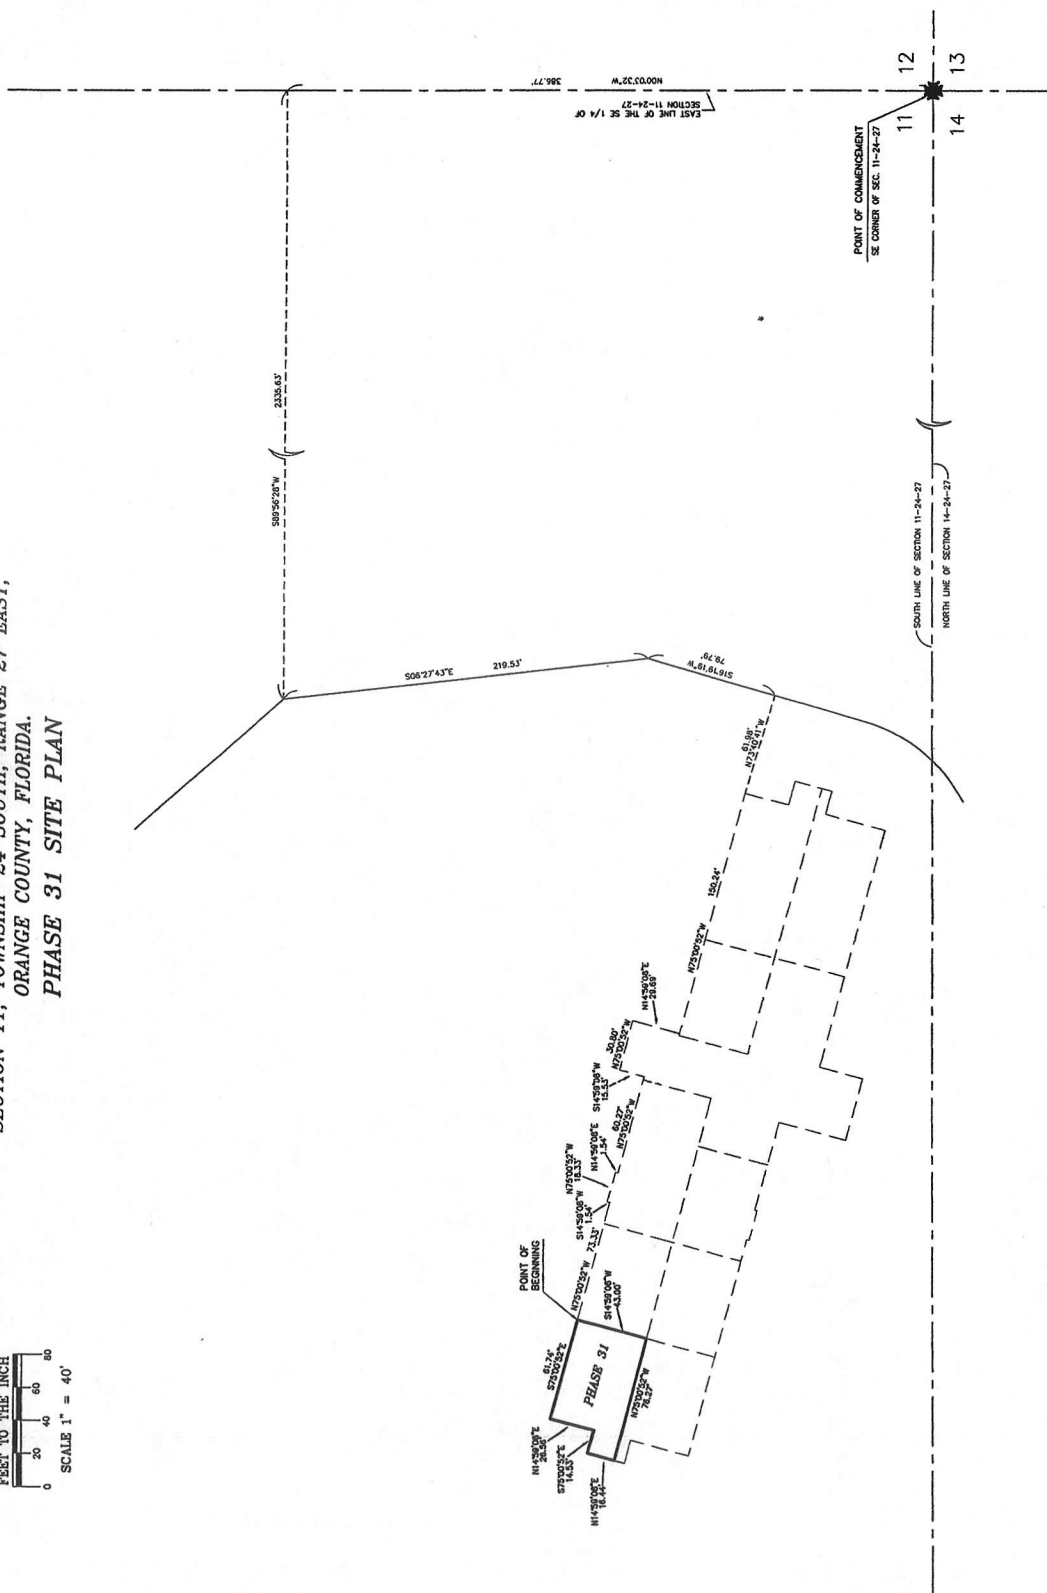 SECTION 11, TOWNSHIP 24 SOUTH, RANGE 27 EAST,
ORANGE COUNTY, FLORIDA.
PHASE 31 SITE PLAN
FEET TO THE INCH
0 20 40 60 80
SCALE 1" = 40'
N00°03'32"W 386.77'
EAST LINE OF THE SE 1/4 OF
SECTION 11-24-27
12
13
11
14
POINT OF COMMENCEMENT
SE CORNER OF SEC. 11-24-27
S89°56'28"W 2335.63'
S06°27'43"E 219.53'
S16°19'19"W
79.79'
61.98'
N73°40'41"W
SOUTH LINE OF SECTION 11-24-27
NORTH LINE OF SECTION 14-24-27
N75°00'52"W 150.24'
N14°59'08"E
29.69'
30.80'
N75°00'52"W
S14°59'08"W
15.53'
60.27'
N75°00'52"W
N14°59'08"E
1.54'
N75°00'52"W
18.33'
S14°59'08"W
1.54'
N75°00'52"W 73.33'
POINT OF
BEGINNING
S14°59'08"W
43.00'
N75°00'52"W
76.27'
N14°59'08"E
16.44'
S75°00'52"E
14.53'
N14°59'08"E
26.56'
61.74'
S75°00'52"E
PHASE 31